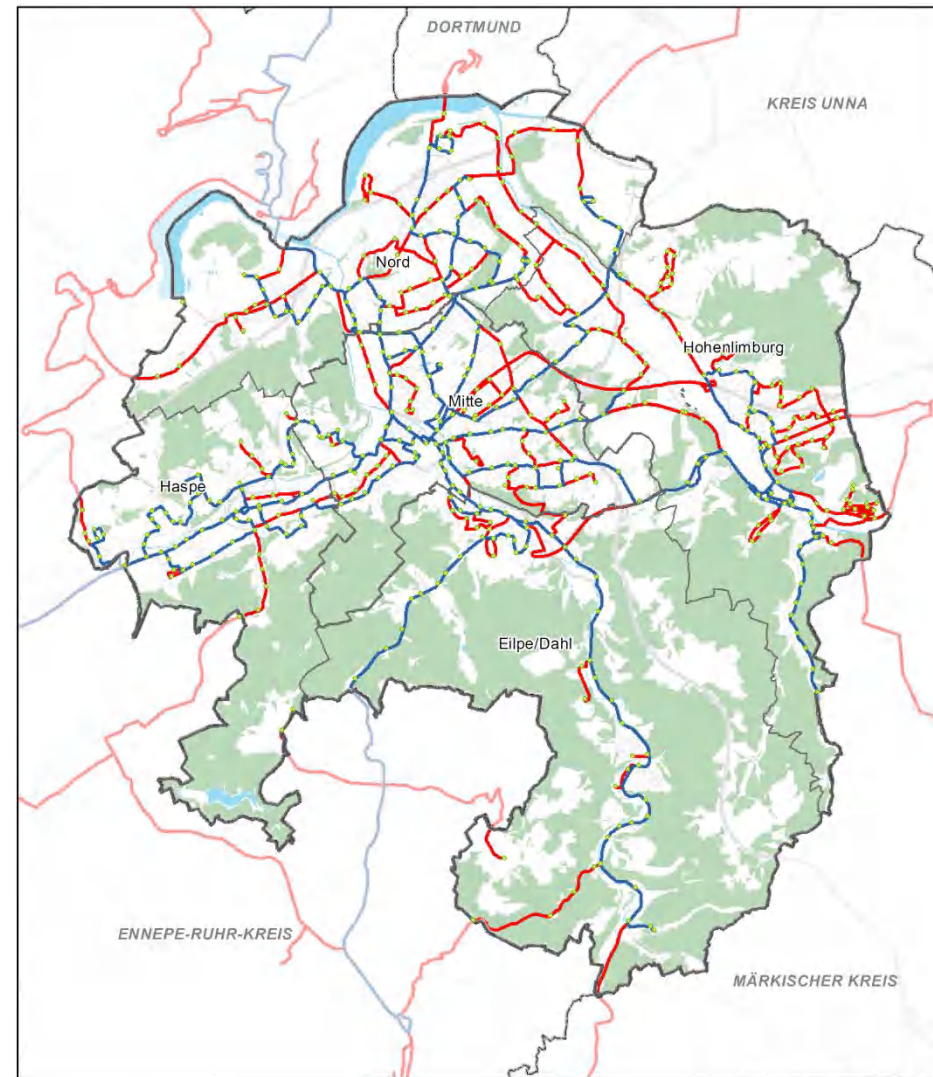 DORTMUND
KREIS UNNA
Nord
Hohenlimburg
Mitte
Haspe
Eilpe/Dahl
ENNEPE-RUHR-KREIS
MÄRKISCHER KREIS